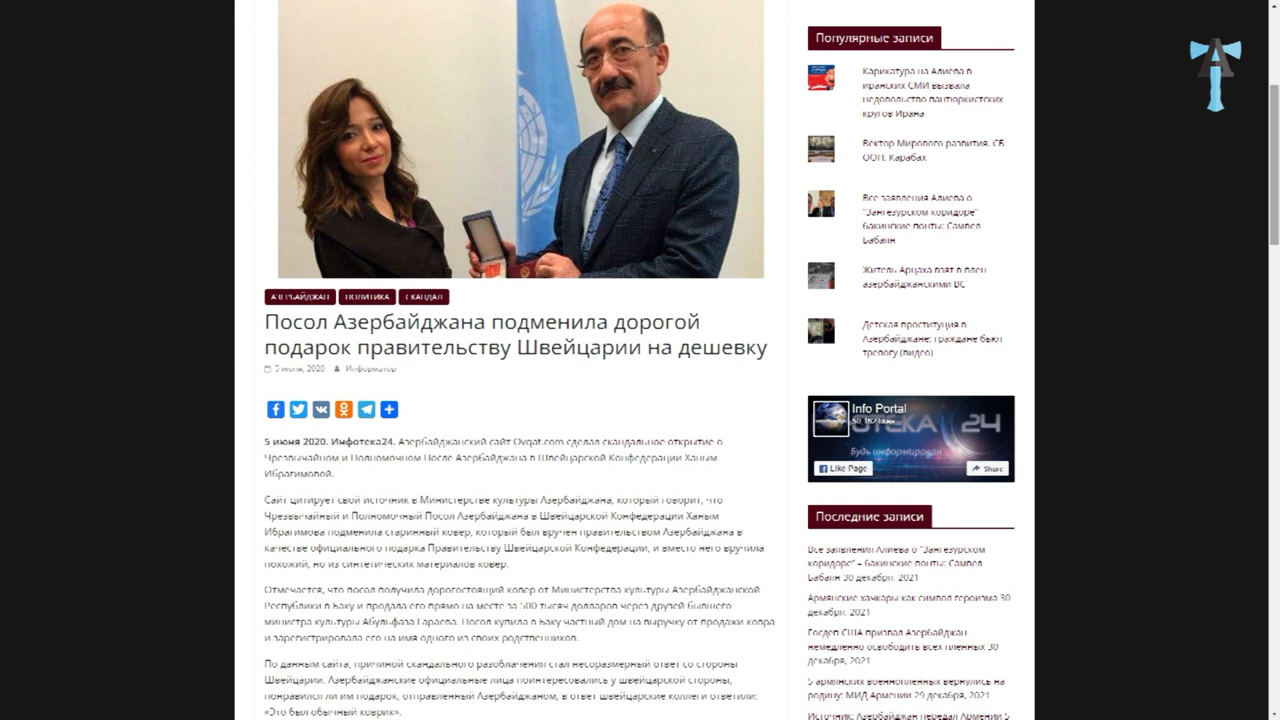 АЗЕРБАЙДЖАН
ПОЛИТИКА
СКАНДАЛ
Посол Азербайджана подменила дорогой
подарок правительству Швейцарии на дешевку
5 июня, 2020
Информатор
5 июня 2020. Инфотека24. Азербайджанский сайт Ovqat.com сделал скандальное открытие о
Чрезвычайном и Полномочном После Азербайджана в Швейцарской Конфедерации Ханым
Ибрагимовой.
Сайт цитирует свой источник в Министерстве культуры Азербайджана, который говорит, что
Чрезвычайный и Полномочный Посол Азербайджана в Швейцарской Конфедерации Ханым
Ибрагимова подменила старинный ковер, который был вручен правительством Азербайджана в
качестве официального подарка Правительству Швейцарской Конфедерации, и вместо него вручила
похожий, но из синтетических материалов ковер.
Отмечается, что посол получила дорогостоящий ковер от Министерства культуры Азербайджанской
Республики в Баку и продала его прямо на месте за 500 тысяч долларов через друзей бывшего
министра культуры Абульфаза Гараева. Посол купила в Баку частный дом на выручку от продажи ковра
и зарегистрировала его на имя одного из своих родственников.
По данным сайта, причиной скандального разоблачения стал несоразмерный ответ со стороны
Швейцарии. Азербайджанские официальные лица поинтересовались у швейцарской стороны,
понравился ли им подарок, отправленный Азербайджаном, в ответ швейцарские коллеги ответили:
«Это был обычный коврик».
Популярные записи
Карикатура на Алиева в
иранских СМИ вызвала
недовольство пантюркистских
кругов Ирана
Вектор Мирового развития. СБ
ООН. Карабах
Все заявления Алиева о
"Зангезурском коридоре" –
бакинские понты: Самвел
Бабаян
Житель Арцаха взят в плен
азербайджанскими ВС
Детская проституция в
Азербайджане: граждане бьют
тревогу (видео)
Info Portal
ОТЕКА 24
Будь информирован
Like Page
Share
Последние записи
Все заявления Алиева о "Зангезурском
коридоре" – бакинские понты: Самвел
Бабаян 30 декабря, 2021
Армянские хачкары как символ героизма 30
декабря, 2021
Госдеп США призвал Азербайджан
немедленно освободить всех пленных 30
декабря, 2021
5 армянских военнопленных вернулись на
родину: МИД Армении 29 декабря, 2021
Источник: Азербайджан передал Армении 5